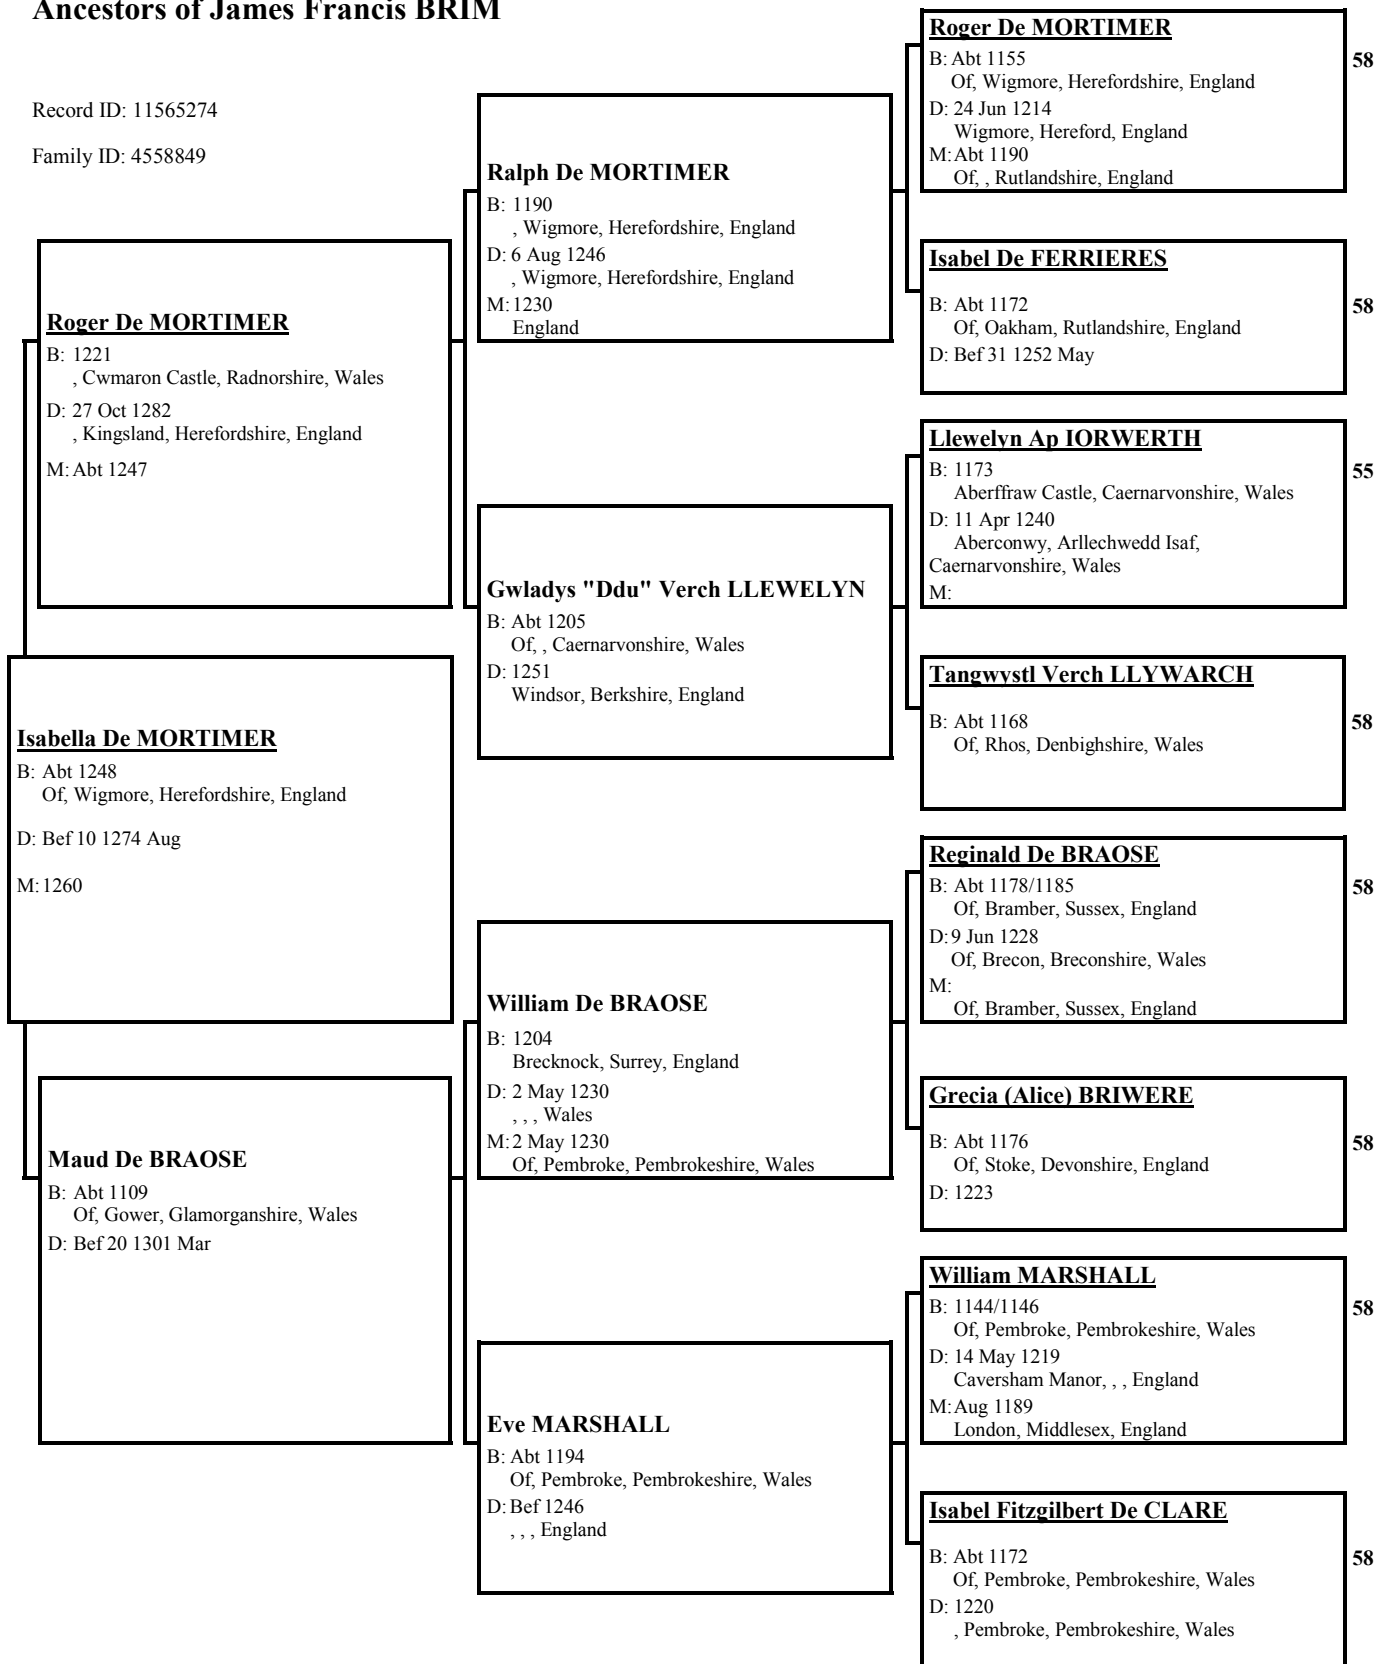 Ancestors of James Francis BRIM
Record ID: 11565274
Family ID: 4558849
Roger De MORTIMER
B: 1221
, Cwmaron Castle, Radnorshire, Wales
D: 27 Oct 1282
, Kingsland, Herefordshire, England
M: Abt 1247
Isabella De MORTIMER
B: Abt 1248
Of, Wigmore, Herefordshire, England
D: Bef 10 1274 Aug
M: 1260
Maud De BRAOSE
B: Abt 1109
Of, Gower, Glamorganshire, Wales
D: Bef 20 1301 Mar
Ralph De MORTIMER
B: 1190
, Wigmore, Herefordshire, England
D: 6 Aug 1246
, Wigmore, Herefordshire, England
M: 1230
England
Gwladys "Ddu" Verch LLEWELYN
B: Abt 1205
Of, , Caernarvonshire, Wales
D: 1251
Windsor, Berkshire, England
William De BRAOSE
B: 1204
Brecknock, Surrey, England
D: 2 May 1230
, , , Wales
M: 2 May 1230
Of, Pembroke, Pembrokeshire, Wales
Eve MARSHALL
B: Abt 1194
Of, Pembroke, Pembrokeshire, Wales
D: Bef 1246
, , , England
Roger De MORTIMER
B: Abt 1155
58
Of, Wigmore, Herefordshire, England
D: 24 Jun 1214
Wigmore, Hereford, England
M: Abt 1190
Of, , Rutlandshire, England
Isabel De FERRIERES
B: Abt 1172
58
Of, Oakham, Rutlandshire, England
D: Bef 31 1252 May
Llewelyn Ap IORWERTH
B: 1173
55
Aberffraw Castle, Caernarvonshire, Wales
D: 11 Apr 1240
Aberconwy, Arllechwedd Isaf,
Caernarvonshire, Wales
M:
Tangwystl Verch LLYWARCH
B: Abt 1168
58
Of, Rhos, Denbighshire, Wales
Reginald De BRAOSE
B: Abt 1178/1185
58
Of, Bramber, Sussex, England
D: 9 Jun 1228
Of, Brecon, Breconshire, Wales
M:
Of, Bramber, Sussex, England
Grecia (Alice) BRIWERE
B: Abt 1176
58
Of, Stoke, Devonshire, England
D: 1223
William MARSHALL
B: 1144/1146
58
Of, Pembroke, Pembrokeshire, Wales
D: 14 May 1219
Caversham Manor, , , England
M: Aug 1189
London, Middlesex, England
Isabel Fitzgilbert De CLARE
B: Abt 1172
58
Of, Pembroke, Pembrokeshire, Wales
D: 1220
, Pembroke, Pembrokeshire, Wales